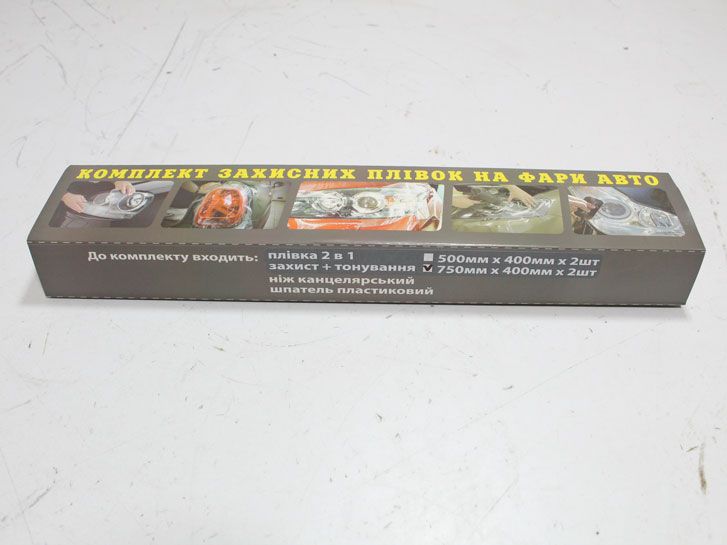 КОМПЛЕКТ ЗАХИСНИХ ПЛІВОК НА ФАРИ АВТО
До комплекту входить: плівка 2 в 1 500мм х 400мм х 2шт
захист + тонування 750мм х 400мм х 2шт
ніж канцелярський
шпатель пластиковий